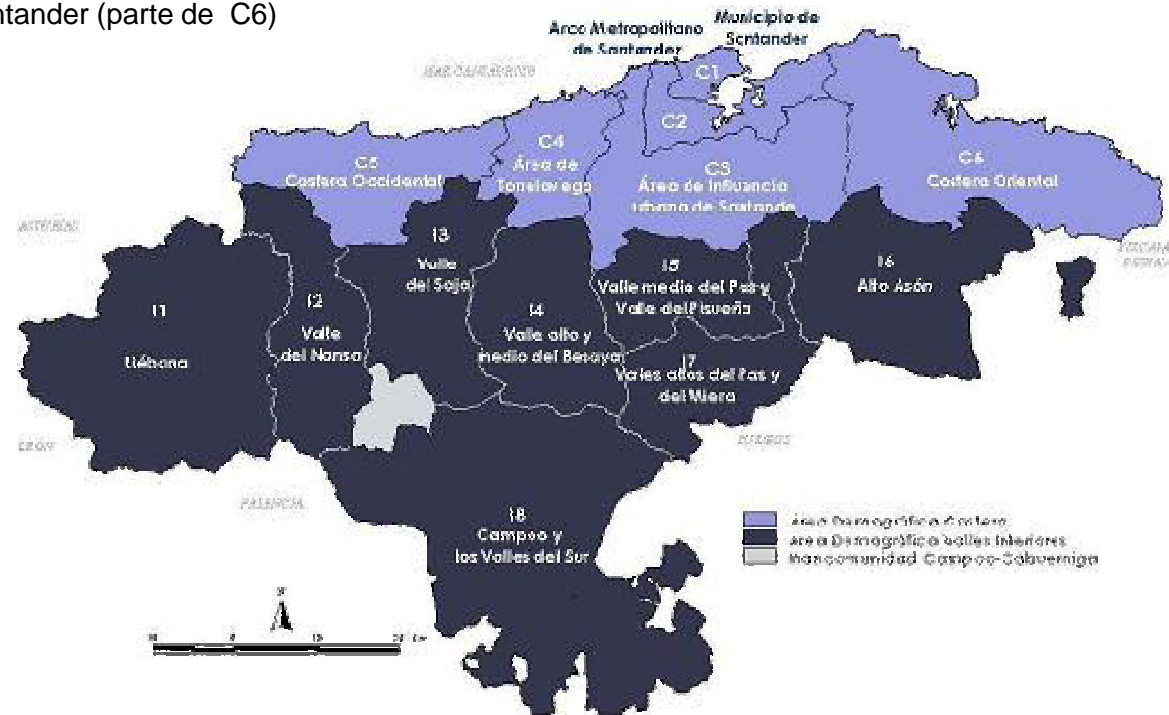 ntander (parte de C6)
Arco Metropolitano
de Santander
Municipio de
Santander
MAR CANTÁBRICO
C1
C2
C5
Costera Occidental
C4
Área de
Torrelavega
C3
Área de Influencia
urbana de Santande
C6
Costera Oriental
ASTURIAS
I1
Liébana
I2
Valle
del Nansa
I3
Valle
del Saja
I4
Valle alto y
medio del Besaya
I5
Valle medio del Pas y
Valle del Pisueña
I6
Alto Asón
I7
Valles altos del Pas y
del Miera
LEÓN
BURGOS
PALENCIA
I8
Campoo y
los Valles del Sur
Área Demográfica Costera
Área Demográfica Valles Interiores
Mancomunidad Campoo-Cabuérniga